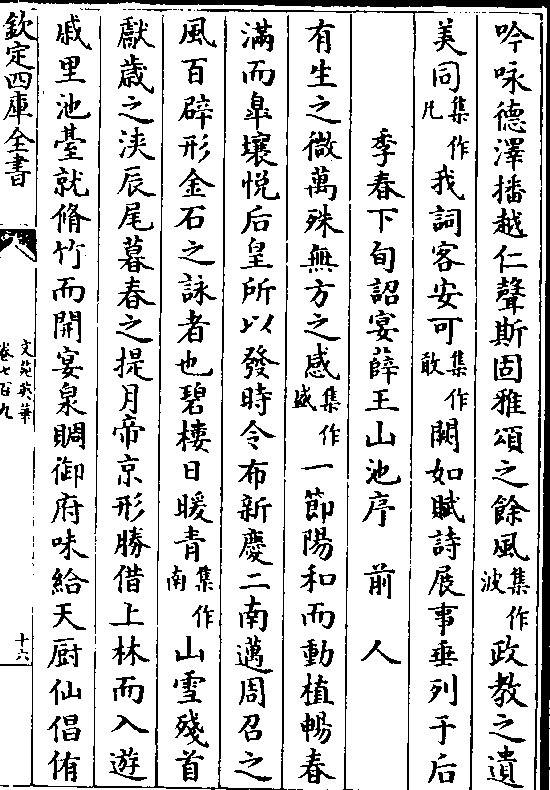 吟咏德澤播越仁聲斯固雅頌之餘風集作波政教之遺
美同集作凡我詞客安可集作敢闕如賦詩展事垂列于后
季春下旬詔宴薛王山池序　前人
有生之微萬殊無方之感集作盛一節陽和而動植暢春
滿而臯壤悦后皇所以發時令布新慶二南邁周召之
風百辟形金石之詠者也碧樓日暖青集作南山雪殘首
獻歳之浹辰尾暮春之提月帝京形勝借上林而入遊
戚里池臺就脩竹而開宴泉賙御府味給天厨仙倡侑
欽定四庫全書
文苑英華
卷七百九
十六